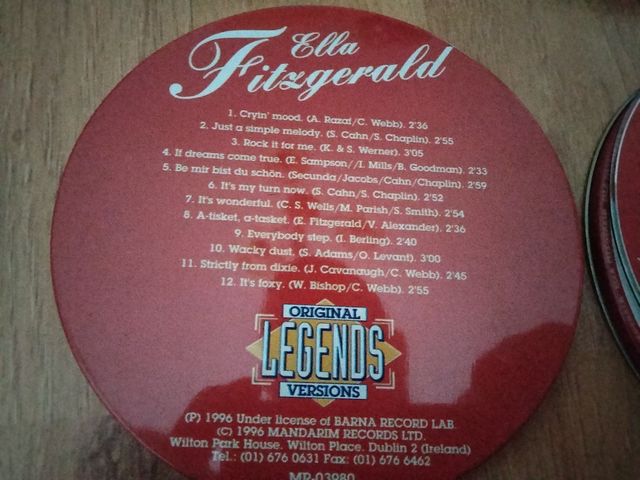 Ella
Fitzgerald
1. Cryin' mood. (A. Razaf/C. Webb). 2'36
2. Just a simple melody. (S. Cahn/S. Chaplin). 2'55
3. Rock it for me. (K. & S. Werner). 3'05
4. If dreams come true. (E. Sampson//I. Mills/B. Goodman). 2'33
5. Be mir bist du schön. (Secunda/Jacobs/Cahn/Chaplin). 2'59
6. It's my turn now. (S. Cahn/S. Chaplin). 2'52
7. It's wonderful. (C. S. Wells/M. Parish/S. Smith). 2'54
8. A-tisket, a-tasket. (E. Fitzgerald/V. Alexander). 2'36
9. Everybody step. (I. Berling). 2'40
10. Wacky dust. (S. Adams/O. Levant). 3'00
11. Strictly from dixie. (J. Cavanaugh/C. Webb). 2'45
12. It's foxy. (W. Bishop/C. Webb). 2'55
ORIGINAL
LEGENDS
VERSIONS
(P) 1996 Under license of BARNA RECORD LAB.
(C) 1996 MANDARIM RECORDS LTD.
Wilton Park House. Wilton Place. Dublin 2 (Ireland)
Tel.: (01) 676 0631 Fax: (01) 676 6462
MR-03980